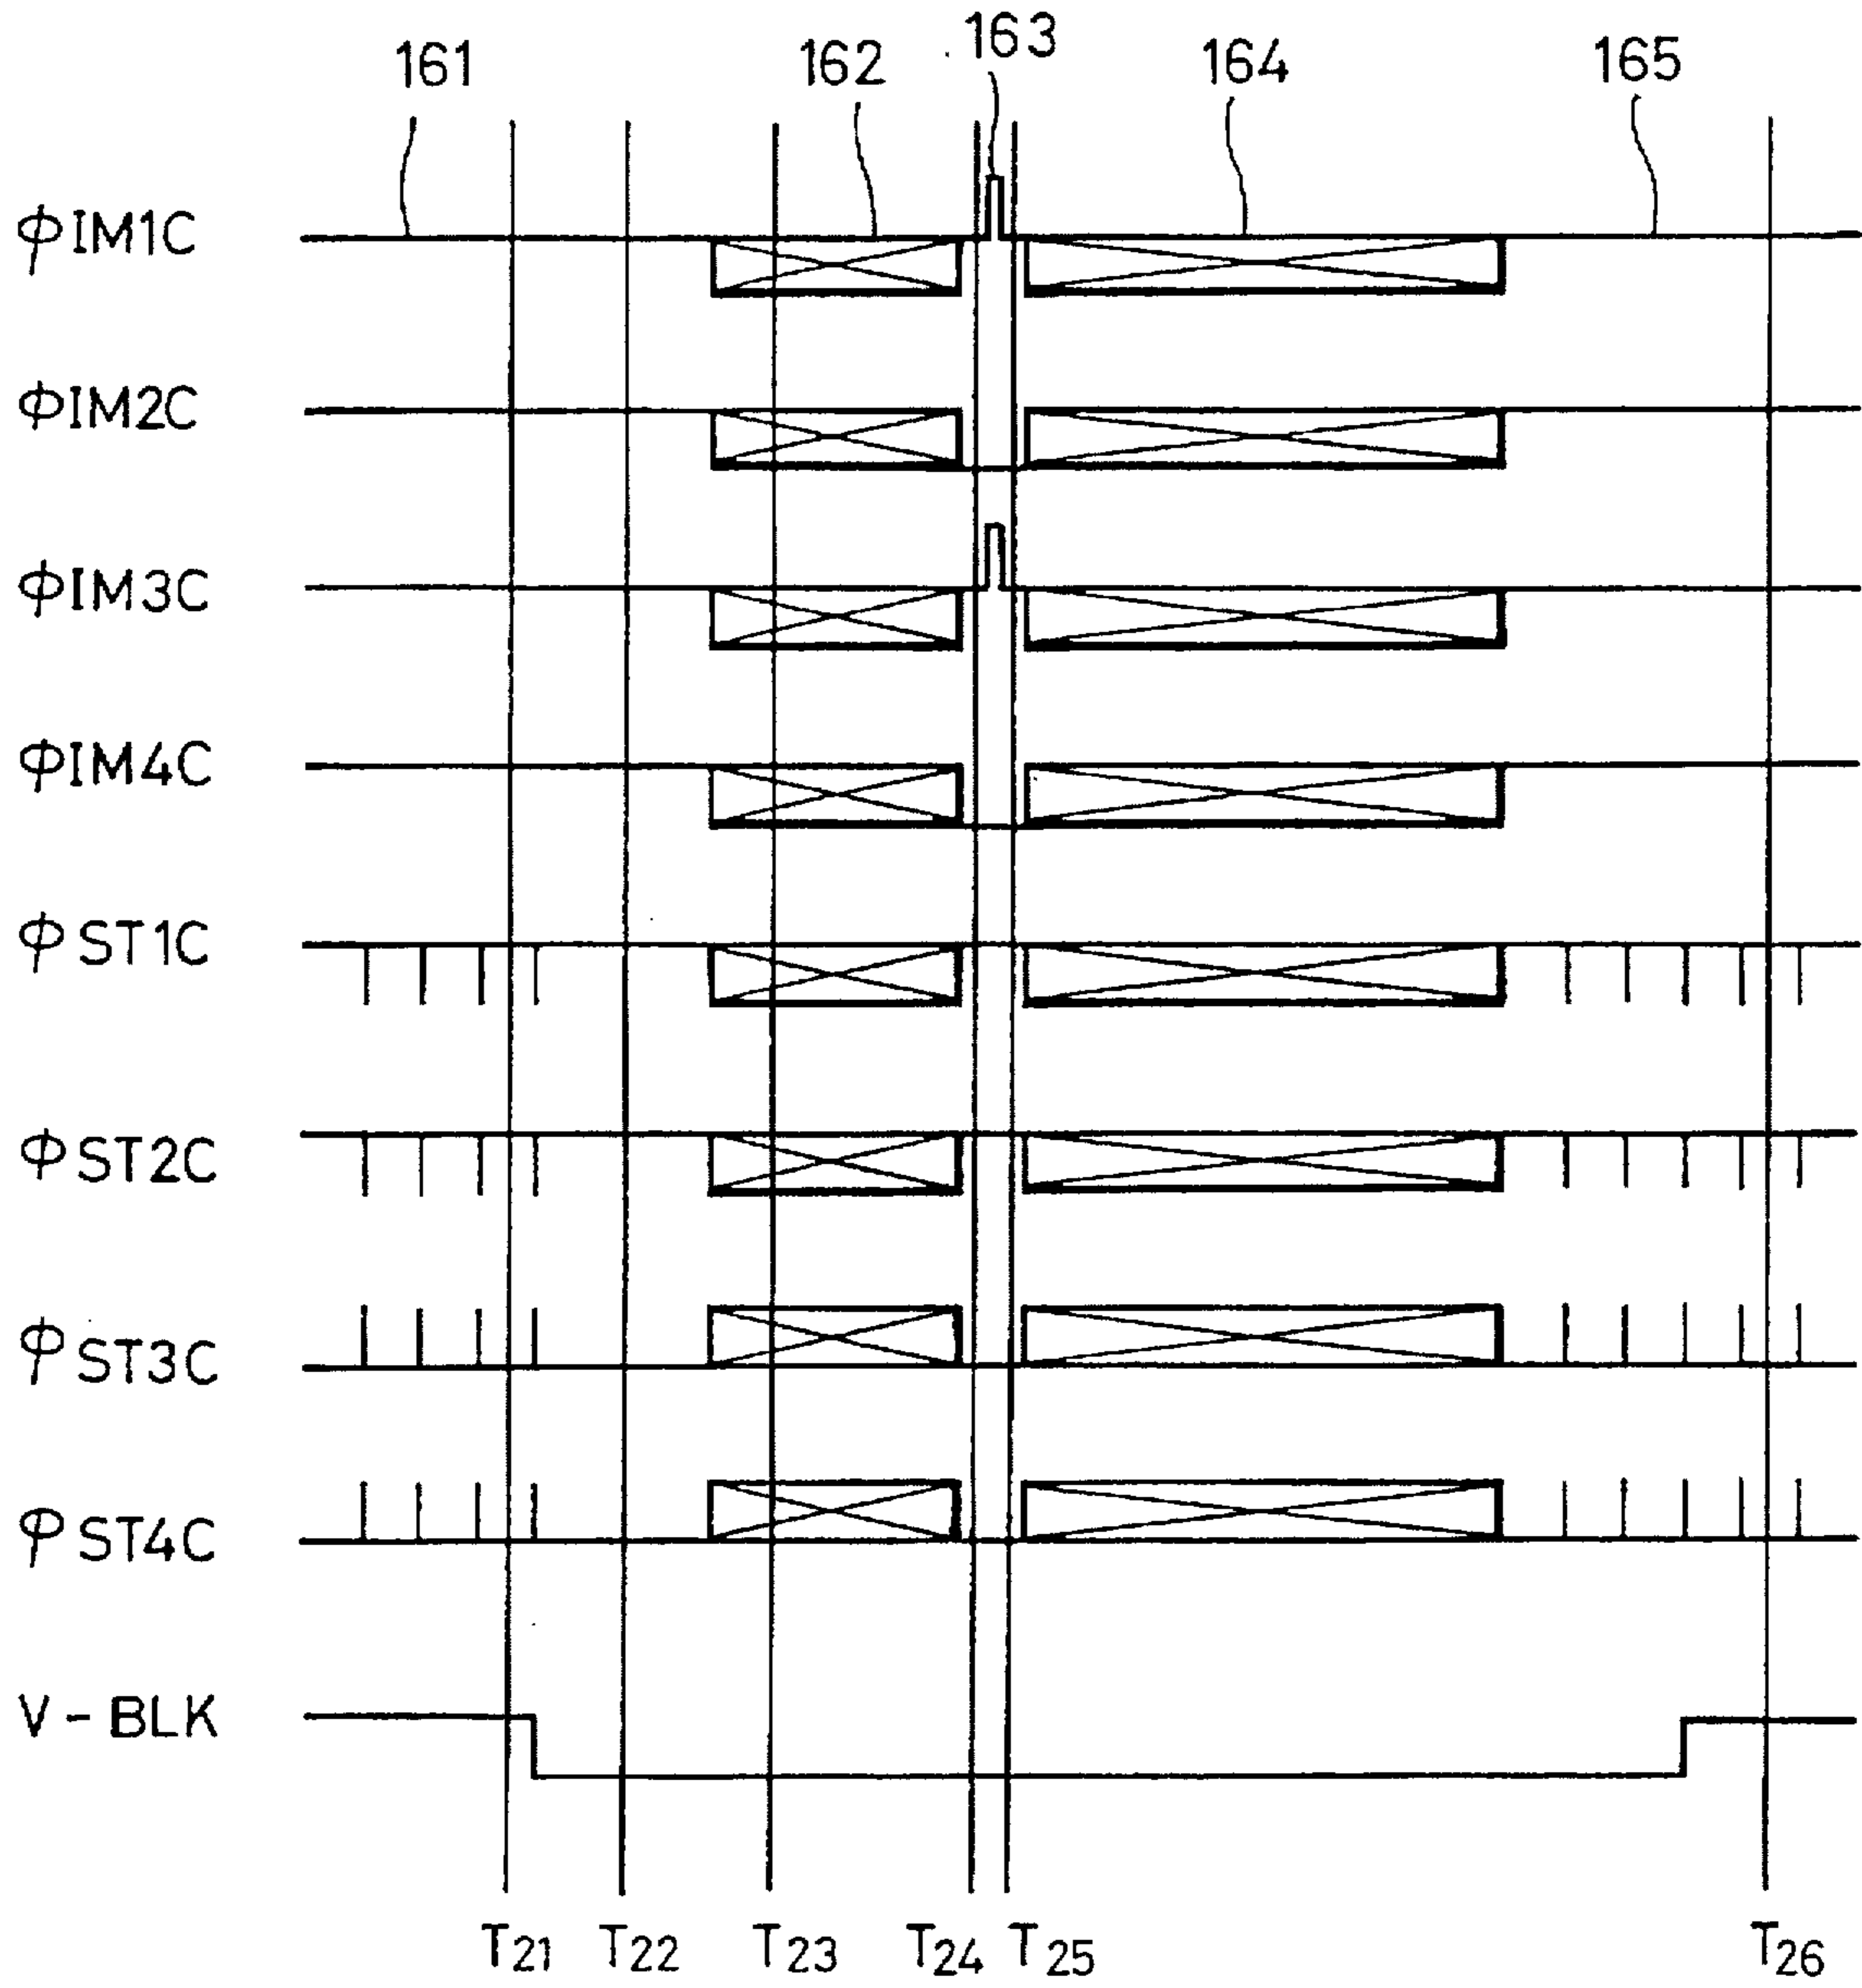 161 162 163 164 165
ϕIM1C
ϕIM2C
ϕIM3C
ϕIM4C
ϕST1C
ϕST2C
ϕST3C
ϕST4C
V-BLK
T21 T22 T23 T24 T25 T26